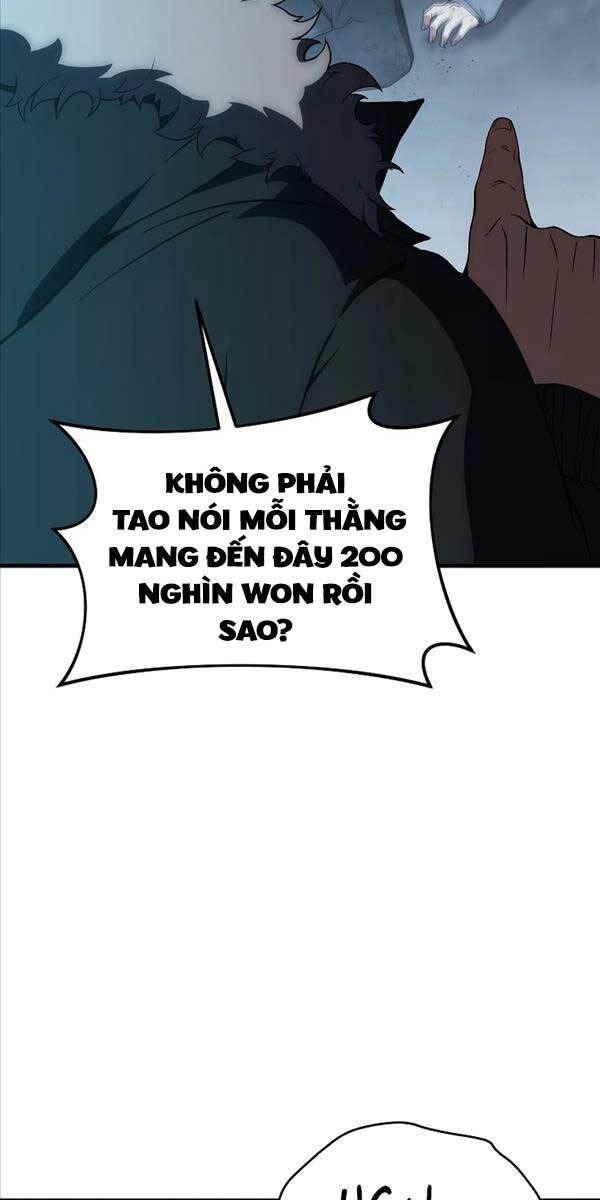 KHÔNG PHẢI
TAO NÓI MỖI THẰNG
MANG ĐẾN ĐÂY 200
NGHÌN WON RỒI
SAO?